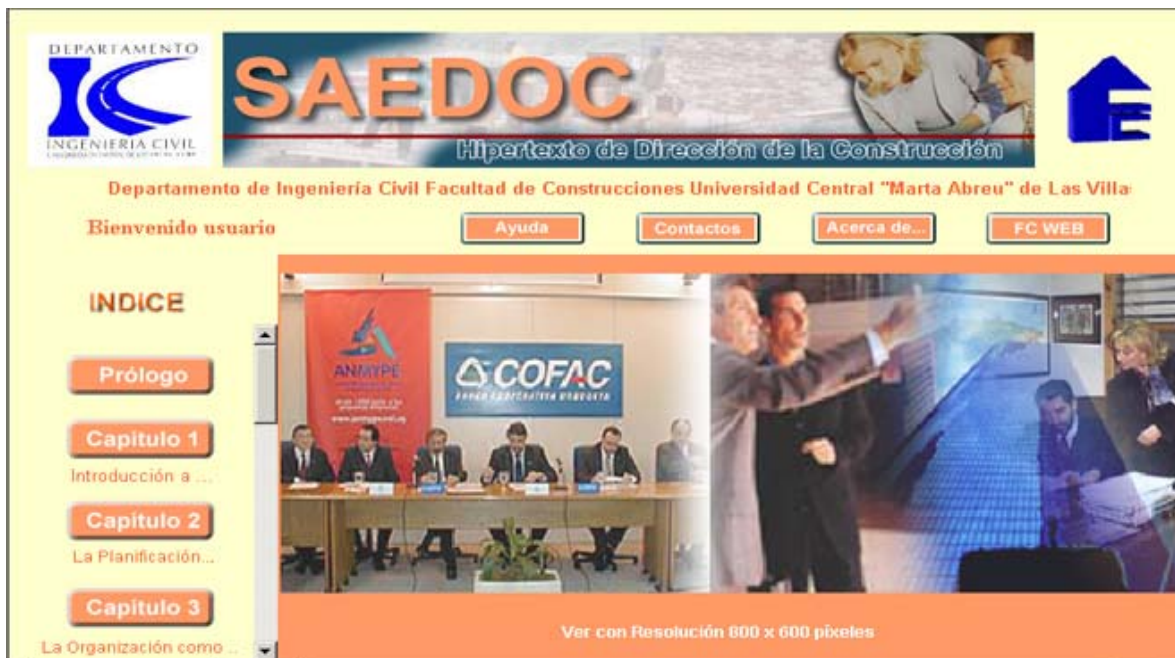 DEPARTAMENTO
INGENIERÍA CIVIL
SAEDOC
Hipertexto de Dirección de la Construcción
Departamento de Ingeniería Civil Facultad de Construcciones Universidad Central "Marta Abreu" de Las Villa
Bienvenido usuario
Ayuda
Contactos
Acerca de...
FC WEB
INDICE
Prólogo
Capitulo 1
Introducción a ...
Capitulo 2
La Planificación...
Capitulo 3
La Organización como ..
ANMYPE
COFAC
Ver con Resolución 800 x 600 píxeles